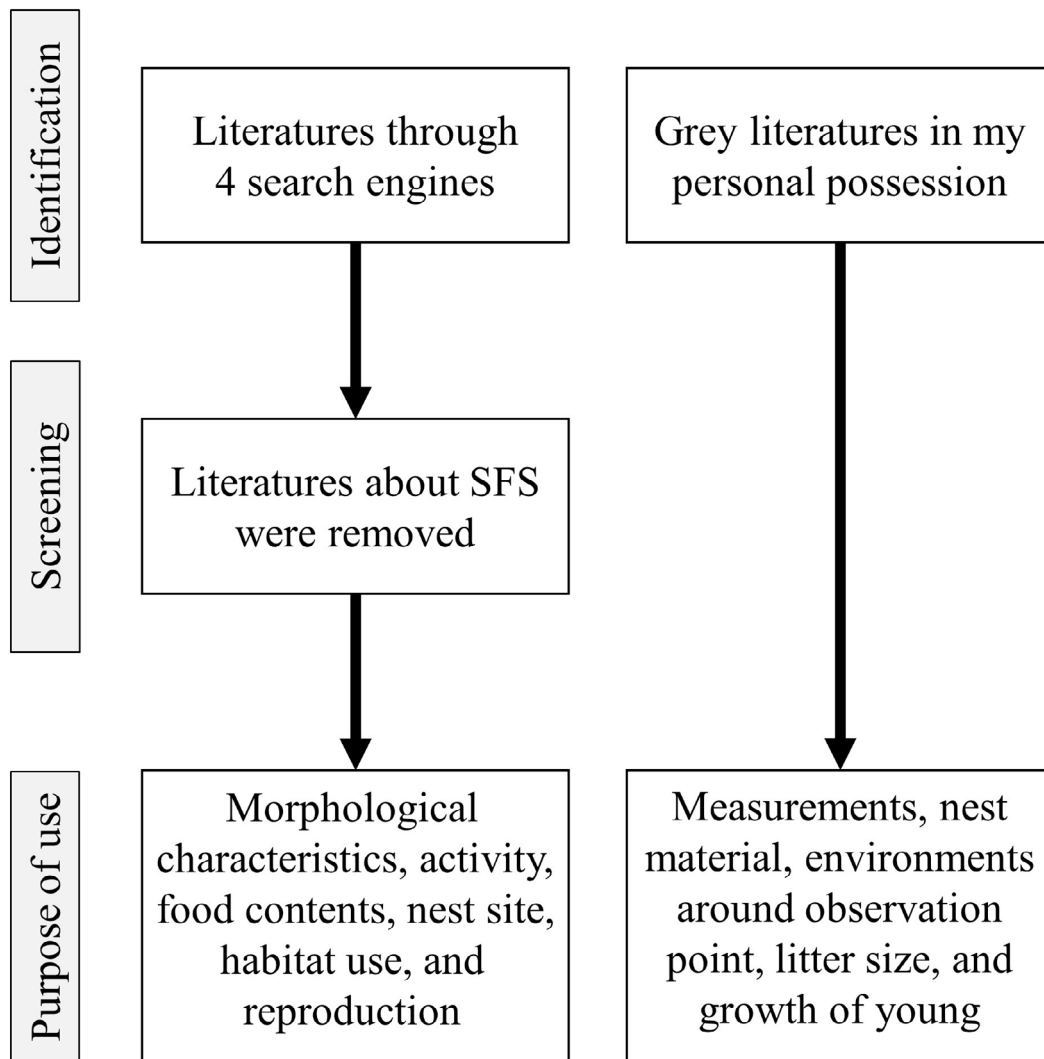 Identification
Literatures through
4 search engines
Grey literatures in my
personal possession
Screening
Literatures about SFS
were removed
Purpose of use
Morphological
characteristics, activity,
food contents, nest site,
habitat use, and
reproduction
Measurements, nest
material, environments
around observation
point, litter size, and
growth of young